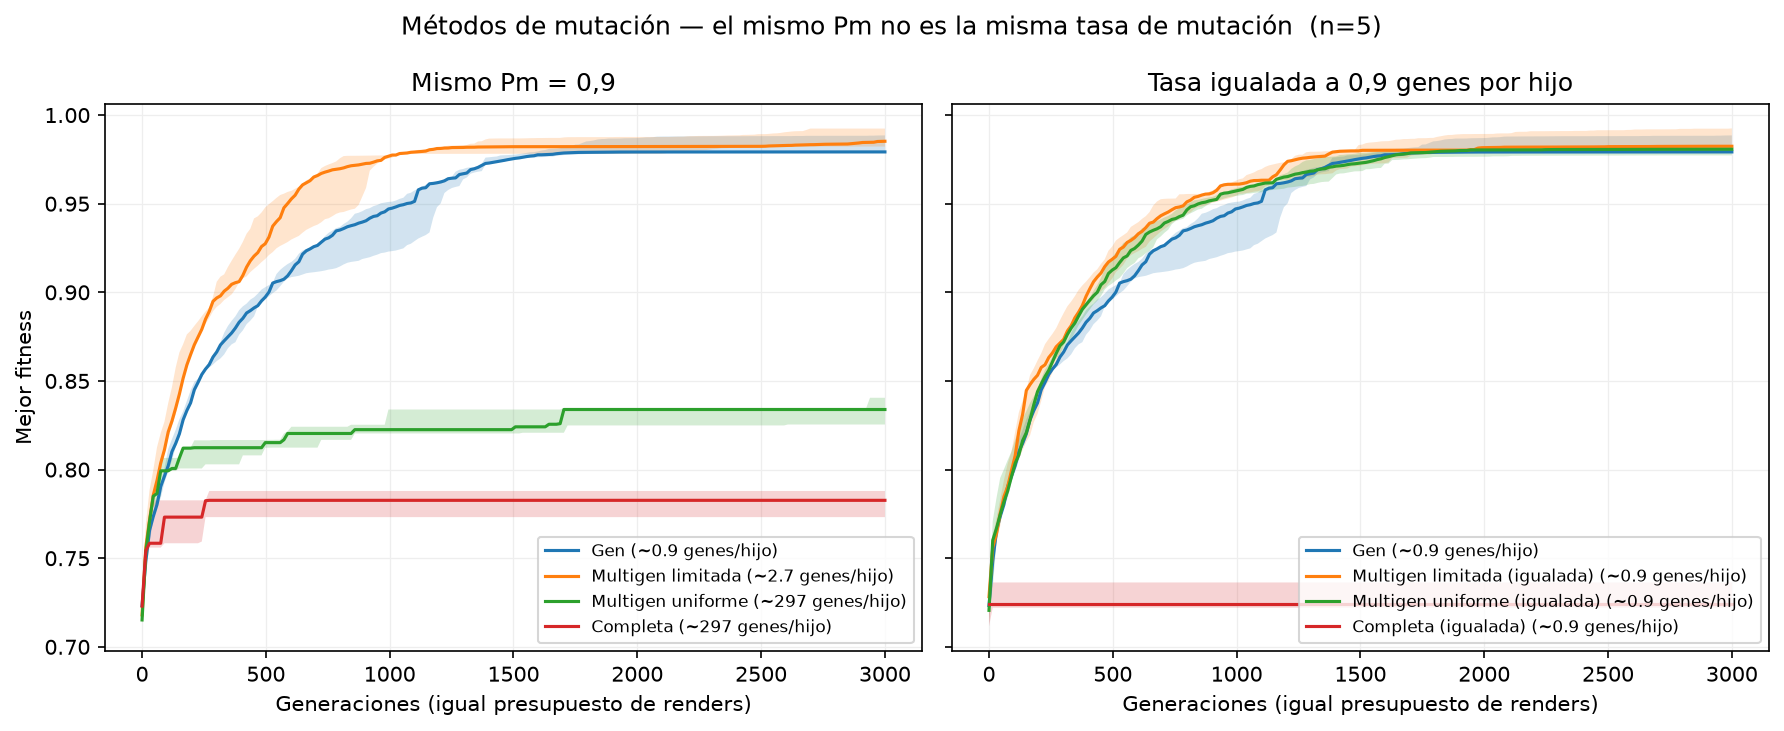 Métodos de mutación — el mismo Pm no es la misma tasa de mutación  (n=5)
Mismo Pm = 0,9
Tasa igualada a 0,9 genes por hijo
Mejor fitness
1.00
0.95
0.90
0.85
0.80
0.75
0.70
Gen (~0.9 genes/hijo)
Multigen limitada (~2.7 genes/hijo)
Multigen uniforme (~297 genes/hijo)
Completa (~297 genes/hijo)
0 500 1000 1500 2000 2500 3000
Generaciones (igual presupuesto de renders)
Gen (~0.9 genes/hijo)
Multigen limitada (igualada) (~0.9 genes/hijo)
Multigen uniforme (igualada) (~0.9 genes/hijo)
Completa (igualada) (~0.9 genes/hijo)
0 500 1000 1500 2000 2500 3000
Generaciones (igual presupuesto de renders)